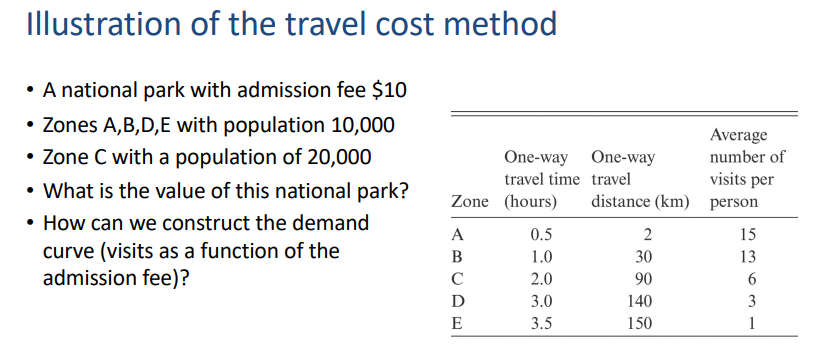 Illustration of the travel cost method
• A national park with admission fee $10
• Zones A,B,D,E with population 10,000
• Zone C with a population of 20,000
• What is the value of this national park?
• How can we construct the demand
curve (visits as a function of the
admission fee)?
Average
One-way One-way number of
travel time travel visits per
Zone (hours) distance (km) person
A 0.5 2 15
B 1.0 30 13
C 2.0 90 6
D 3.0 140 3
E 3.5 150 1